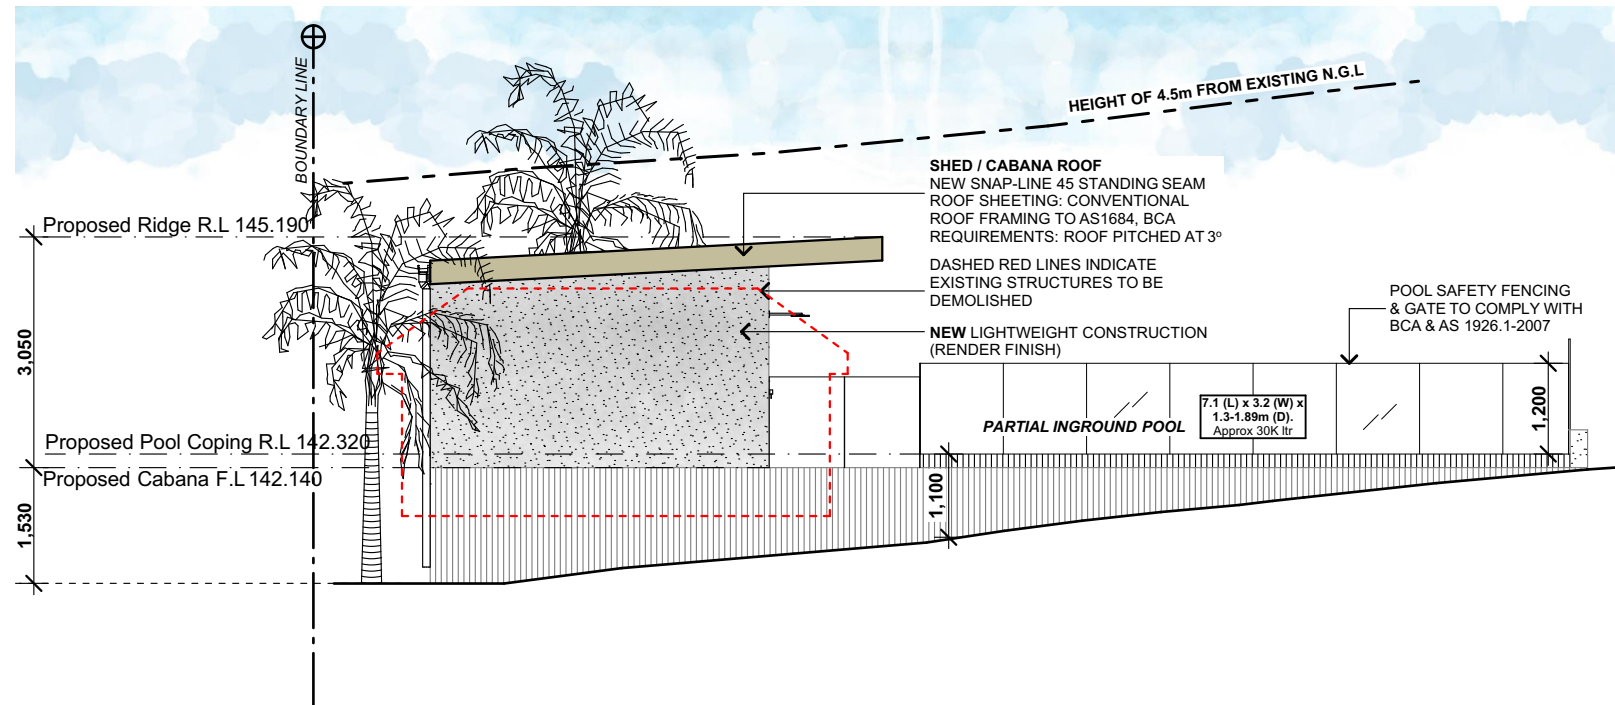 BOUNDARY LINE
HEIGHT OF 4.5m FROM EXISTING N.G.L
SHED / CABANA ROOF
NEW SNAP-LINE 45 STANDING SEAM
ROOF SHEETING: CONVENTIONAL
ROOF FRAMING TO AS1684, BCA
REQUIREMENTS: ROOF PITCHED AT 3º
Proposed Ridge R.L 145.190
DASHED RED LINES INDICATE
EXISTING STRUCTURES TO BE
DEMOLISHED
POOL SAFETY FENCING
& GATE TO COMPLY WITH
BCA & AS 1926.1-2007
NEW LIGHTWEIGHT CONSTRUCTION
(RENDER FINISH)
3,050
7.1 (L) x 3.2 (W) x
1.3-1.89m (D).
Approx 30K ltr
PARTIAL INGROUND POOL
1,200
Proposed Pool Coping R.L 142.320
Proposed Cabana F.L 142.140
1,100
1,530